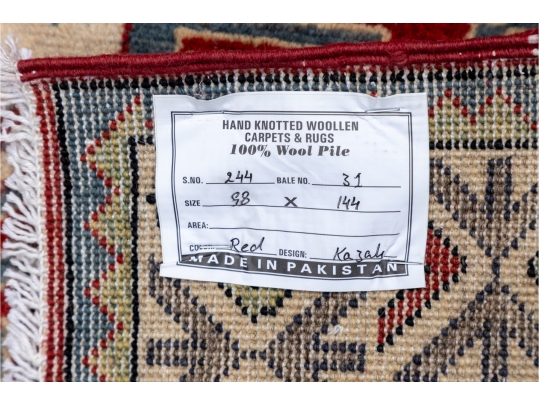 HAND KNOTTED WOOLLEN
CARPETS & RUGS
100% Wool Pile
S.NO. 244 BALE NO. 31
SIZE 98 X 144
AREA:
Red DESIGN: Kazak
MADE IN PAKISTAN